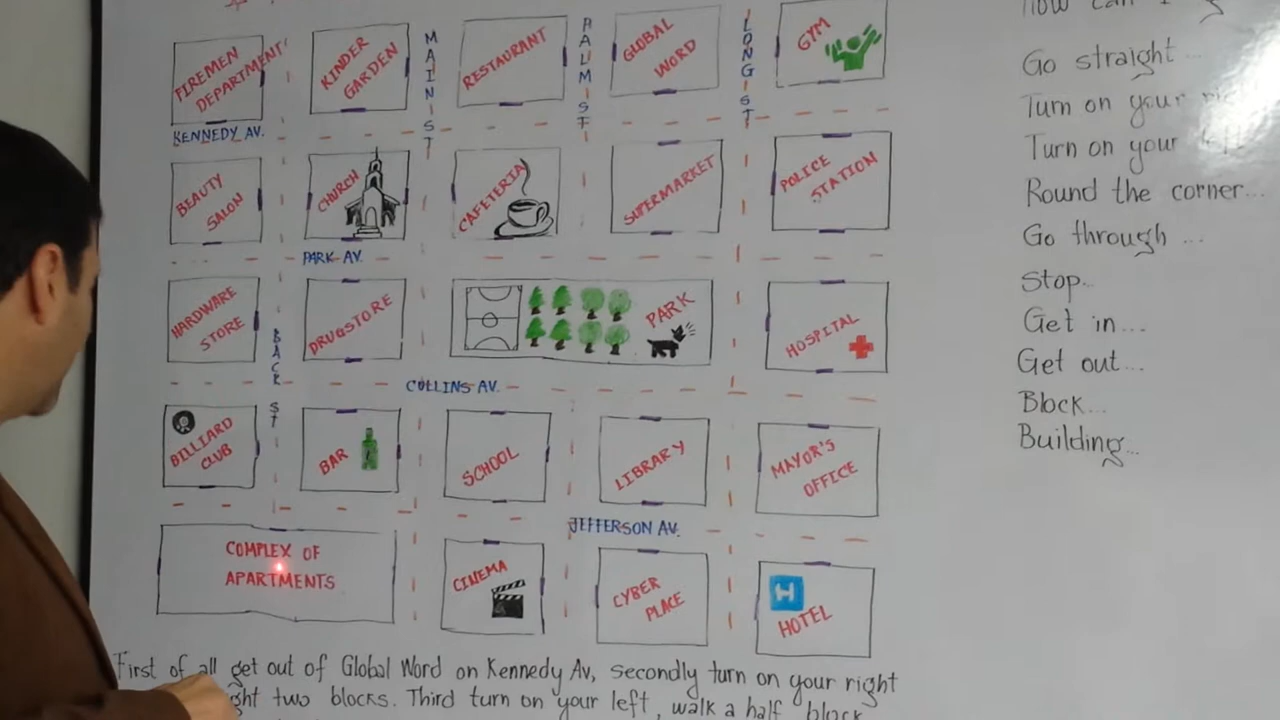 FIREMEN DEPARTMENT
KINDER GARDEN
MAIN ST
RESTAURANT
PALM ST
GLOBAL WORD
LONG ST
GYM
KENNEDY AV.
BEAUTY SALON
CHURCH
CAFETERIA
SUPERMARKET
POLICE STATION
PARK AV.
HARDWARE STORE
BACK ST
DRUGSTORE
PARK
HOSPITAL
COLLINS AV.
BILLIARD CLUB
BAR
SCHOOL
LIBRARY
MAYOR'S OFFICE
JEFFERSON AV.
COMPLEX OF APARTMENTS
CINEMA
CYBER PLACE
H
HOTEL
First of all get out of Global Word on Kennedy Av, Secondly turn on your right
two blocks. Third turn on your left, walk a half block
How can I
Go straight ...
Turn on your
Turn on your
Round the corner...
Go through ...
Stop..
Get in...
Get out...
Block...
Building...